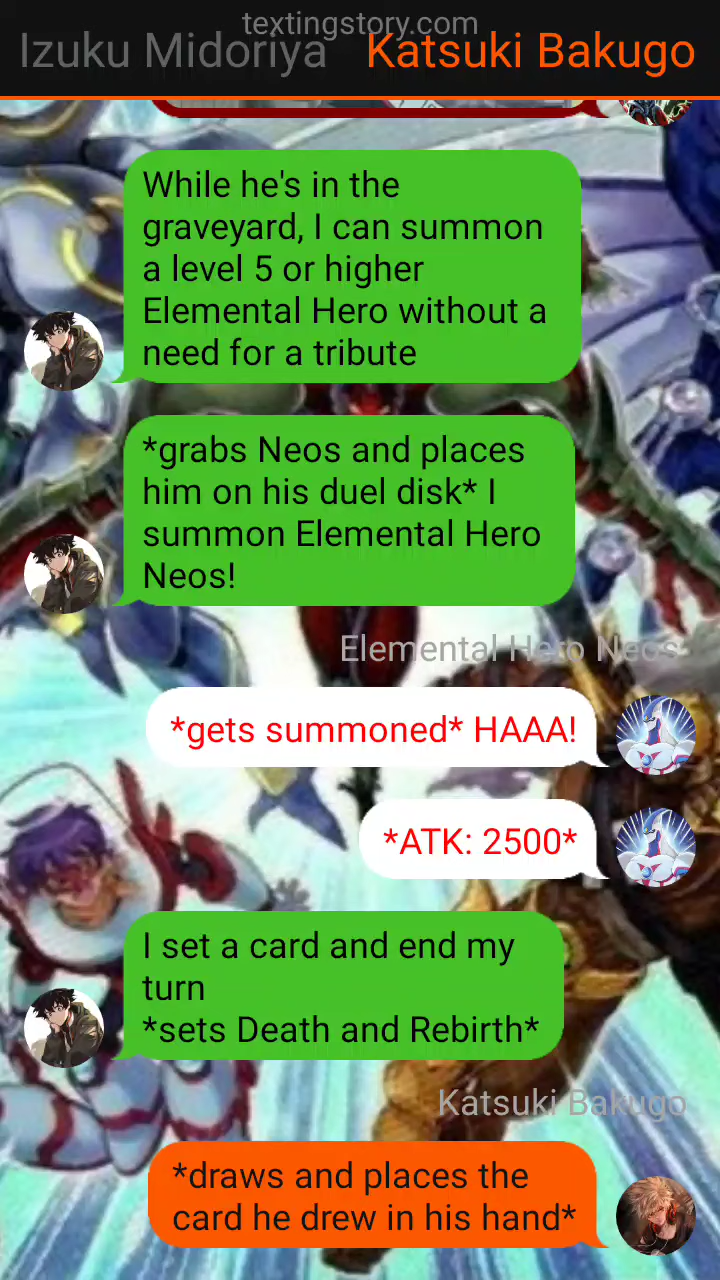 textingstory.com
Izuku Midoriya Katsuki Bakugo
While he's in the
graveyard, I can summon
a level 5 or higher
Elemental Hero without a
need for a tribute
*grabs Neos and places
him on his duel disk* I
summon Elemental Hero
Neos!
Elemental Hero Neos
*gets summoned* HAAA!
*ATK: 2500*
I set a card and end my
turn
*sets Death and Rebirth*
Katsuki Bakugo
*draws and places the
card he drew in his hand*